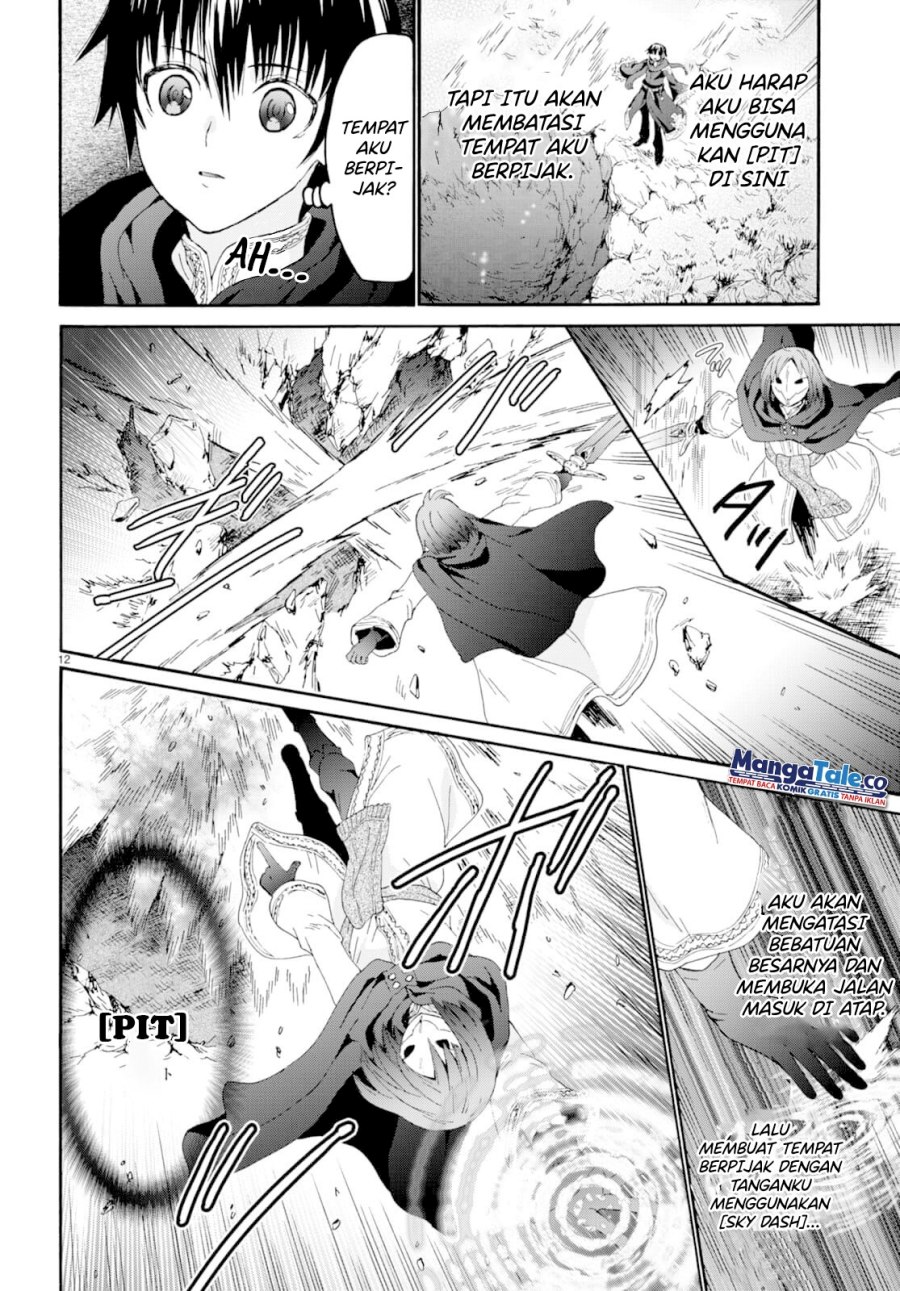 AKU HARAP
AKU BISA
MENGGUNA
KAN [PIT]
DI SINI
TAPI ITU AKAN
MEMBATASI
TEMPAT AKU
BERPIJAK.
TEMPAT
AKU
BERPI-
JAK?
AH...
12
MangaTale.co
TEMPAT BACA KOMIK GRATIS TANPA IKLAN
AKU AKAN
MENGATASI
BEBATUAN
BESARNYA DAN
MEMBUKA JALAN
MASUK DI ATAP.
LALU
MEMBUAT TEMPAT
BERPIJAK DENGAN
TANGANKU
MENGGUNAKAN
[SKY DASH]...
[PIT]